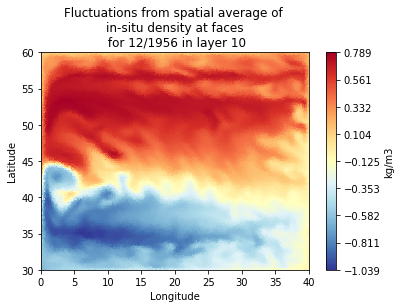 Fluctuations from spatial average of
in-situ density at faces
for 12/1956 in layer 10
60
55
50
45
40
35
30
Latitude
0 5 10 15 20 25 30 35 40
Longitude
0.789
0.561
0.332
0.104
−0.125
−0.353
−0.582
−0.811
−1.039
kg/m3